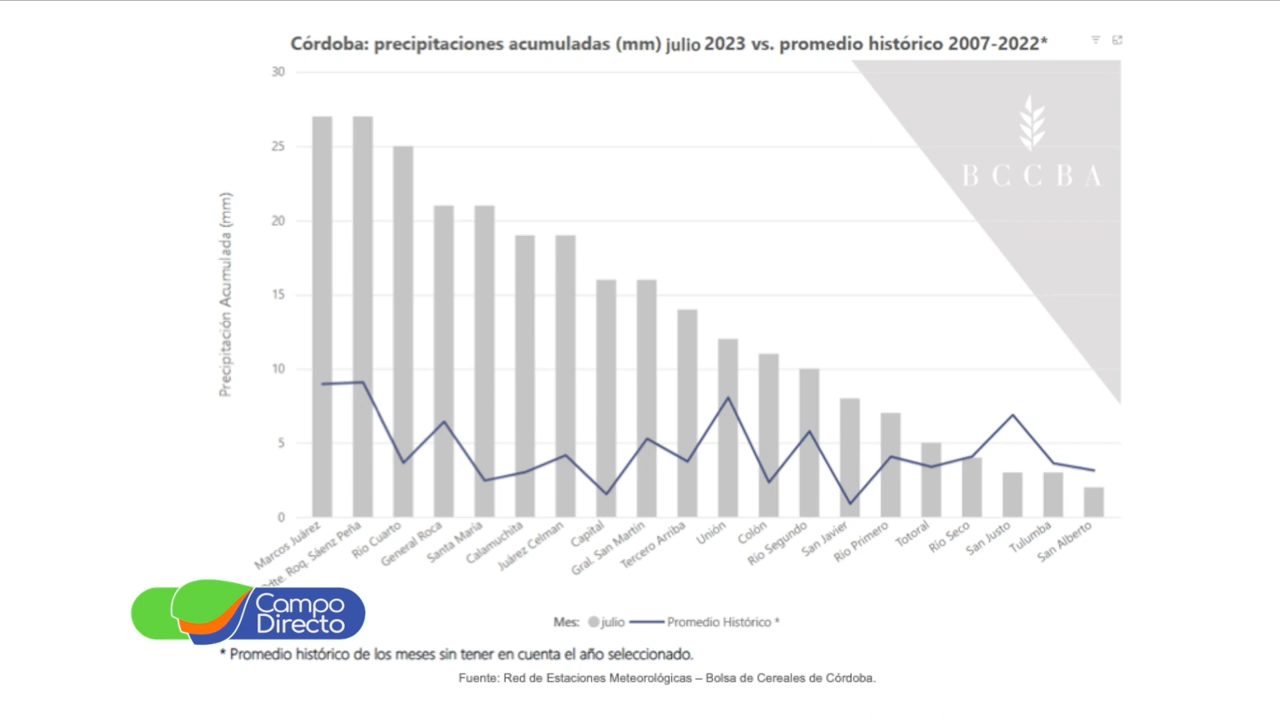 Córdoba: precipitaciones acumuladas (mm) julio 2023 vs. promedio histórico 2007-2022*
30
25
20
15
10
5
0
Precipitación Acumulada (mm)
BCCBA
Marcos Juárez
Roq. Sáenz Peña
Río Cuarto
General Roca
Santa María
Calamuchita
Juárez Celman
Capital
Gral. San Martín
Tercero Arriba
Unión
Colón
Río Segundo
San Javier
Río Primero
Totoral
Río Seco
San Justo
Tulumba
San Alberto
Mes: julio Promedio Histórico *
Campo
Directo
* Promedio histórico de los meses sin tener en cuenta el año seleccionado.
Fuente: Red de Estaciones Meteorológicas – Bolsa de Cereales de Córdoba.